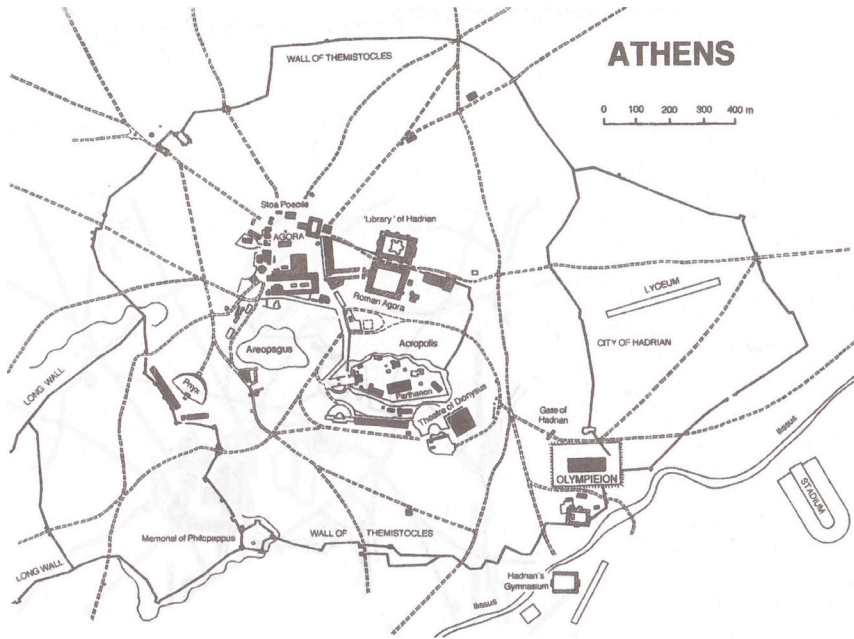 ATHENS
WALL OF THEMISTOCLES
0 100 200 300 400 m
Stoa Poecile
'Library' of Hadrian
AGORA
Roman Agora
LYCEUM
CITY OF HADRIAN
Areopagus
Acropolis
LONG WALL
Pnyx
Parthenon
Theatre of Dionysus
Gate of
Hadrian
Ilissus
OLYMPIEION
STADIUM
Memorial of Philopappus
WALL OF THEMISTOCLES
LONG WALL
Hadrian's
Gymnasium
Ilissus